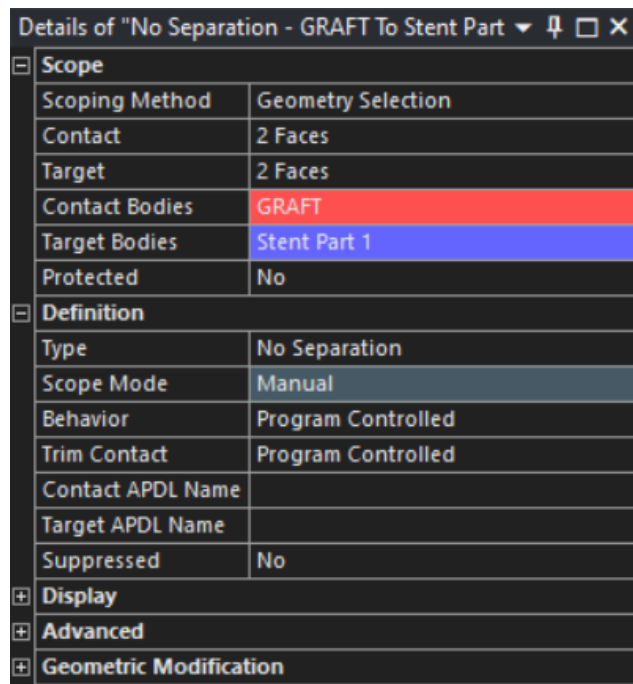 Details of "No Separation - GRAFT To Stent Part
Scope
Scoping Method Geometry Selection
Contact 2 Faces
Target 2 Faces
Contact Bodies GRAFT
Target Bodies Stent Part 1
Protected No
Definition
Type No Separation
Scope Mode Manual
Behavior Program Controlled
Trim Contact Program Controlled
Contact APDL Name
Target APDL Name
Suppressed No
Display
Advanced
Geometric Modification